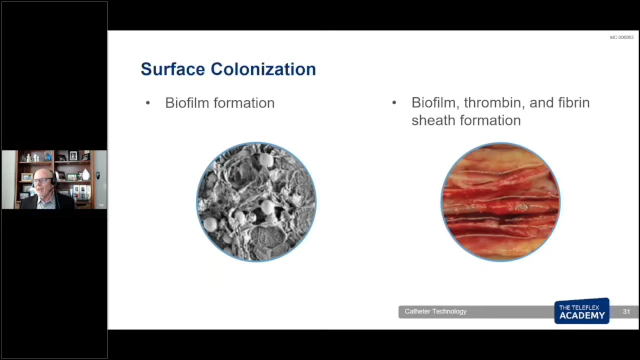 Surface Colonization
• Biofilm formation
• Biofilm, thrombin, and fibrin
sheath formation
Catheter Technology
THE TELEFLEX
ACADEMY
31